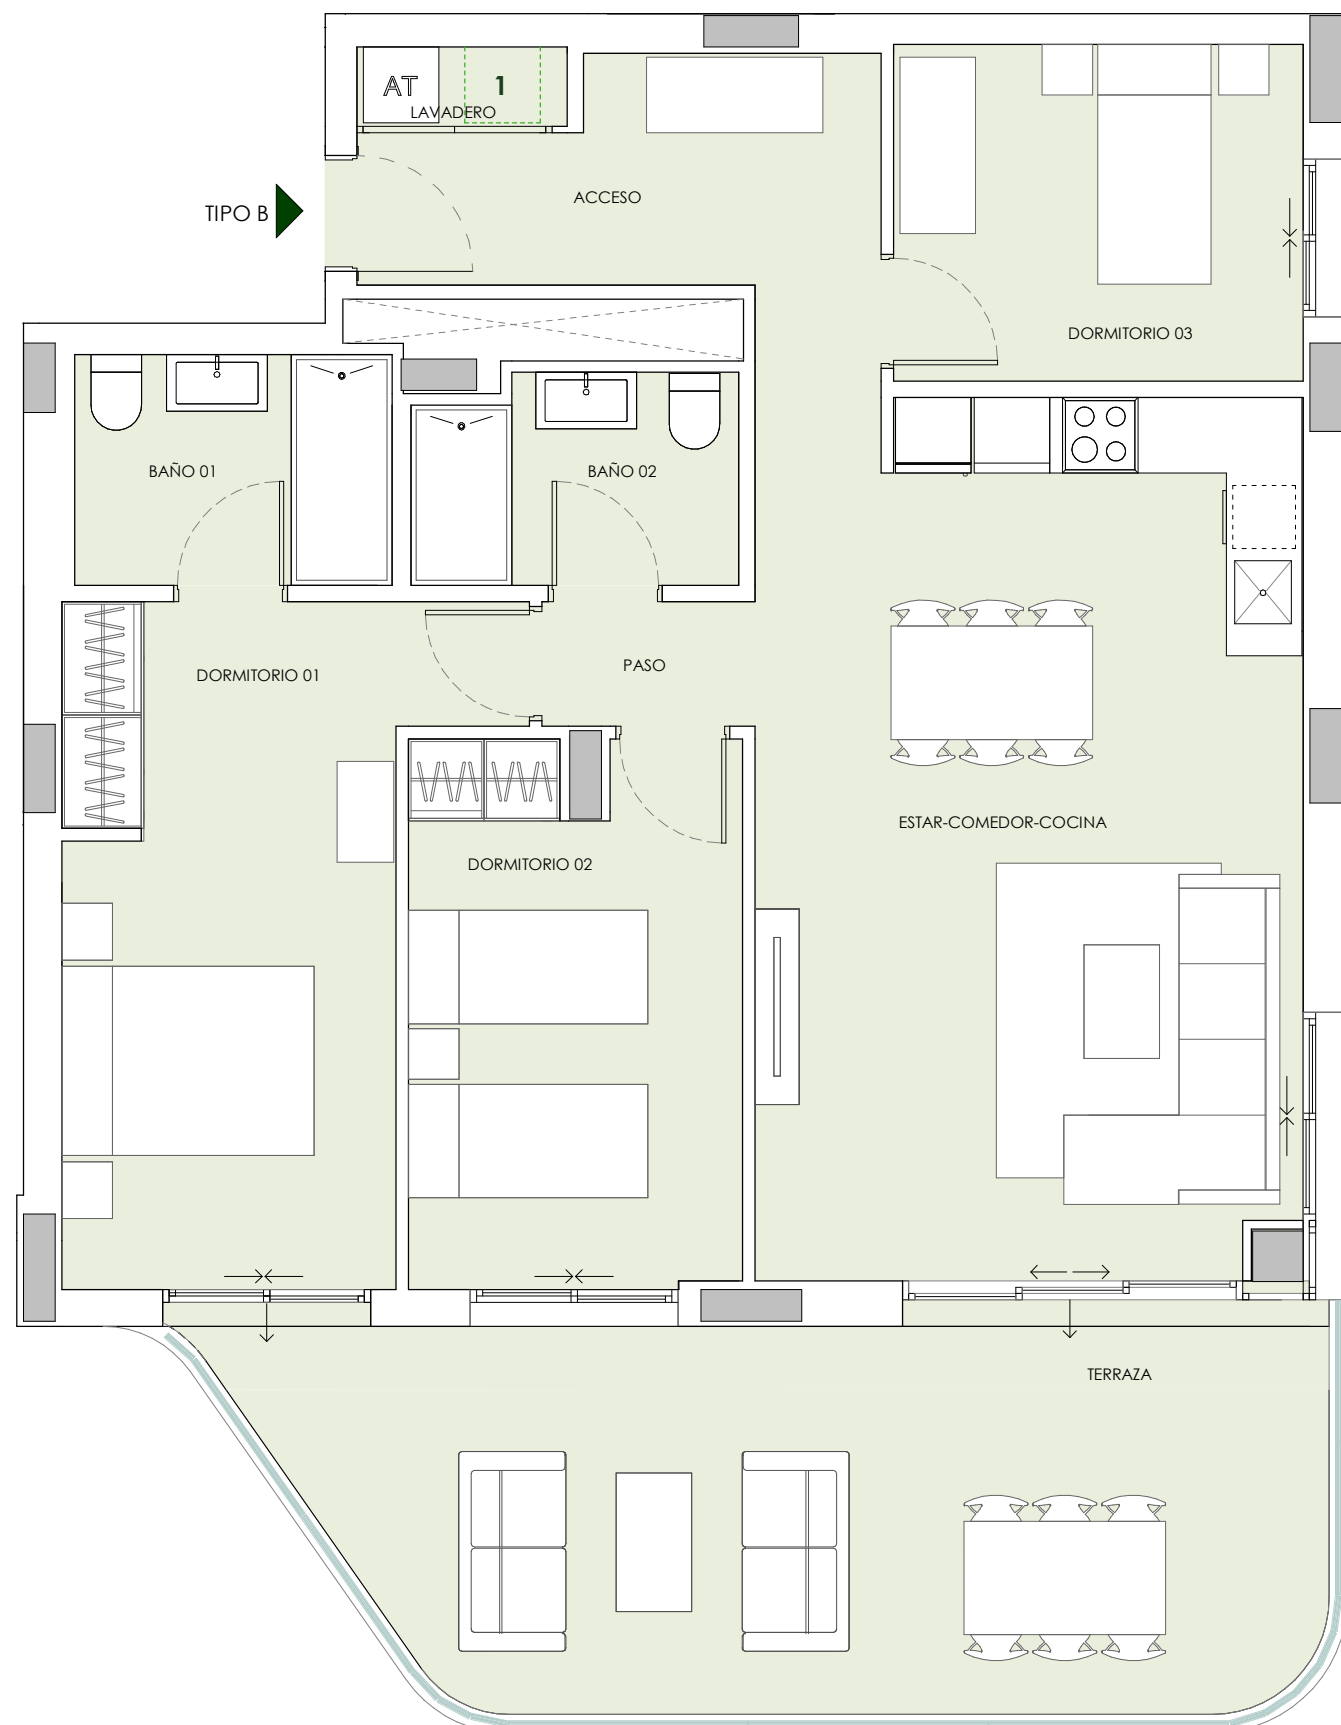 AT
1
LAVADERO
ACCESO
TIPO B
DORMITORIO 03
BAÑO 01
BAÑO 02
DORMITORIO 01
PASO
ESTAR-COMEDOR-COCINA
DORMITORIO 02
TERRAZA